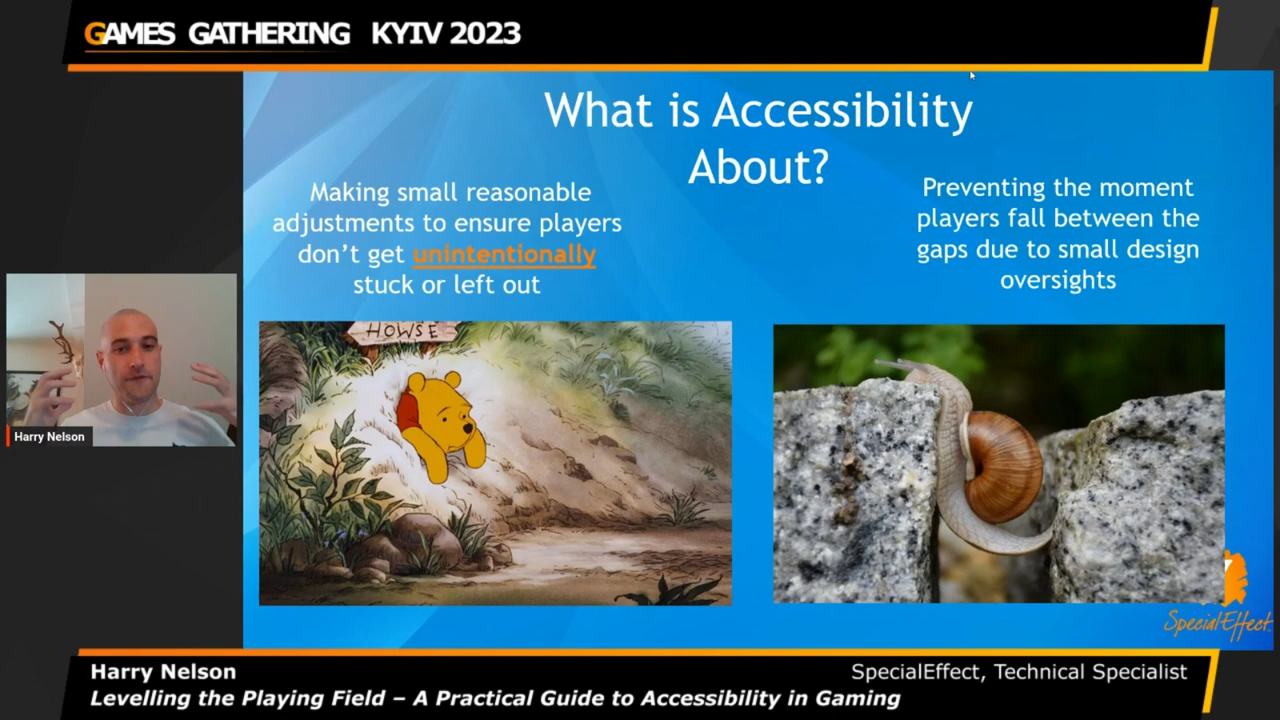 GAMES GATHERING KYIV 2023
What is Accessibility
About?
Making small reasonable
adjustments to ensure players
don't get unintentionally
stuck or left out
Preventing the moment
players fall between the
gaps due to small design
oversights
HOWSE
Harry Nelson
SpecialEffect
Harry Nelson
SpecialEffect, Technical Specialist
Levelling the Playing Field – A Practical Guide to Accessibility in Gaming